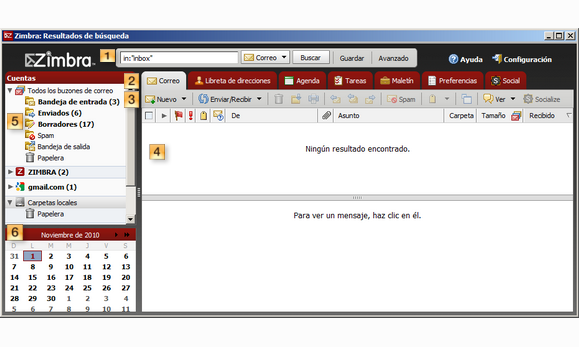 Zimbra: Resultados de búsqueda
Zimbra
1
in:"inbox"
Correo
Buscar
Guardar
Avanzado
Ayuda
Configuración
Cuentas
2
Correo
Libreta de direcciones
Agenda
Tareas
Maletín
Preferencias
Social
Todos los buzones de correo
3
Nuevo
Enviar/Recibir
Spam
Ver
Socialize
Bandeja de entrada (3)
Enviados (6)
De
Asunto
Carpeta
Tamaño
Recibido
5
Borradores (17)
Spam
Bandeja de salida
Papelera
4
Ningún resultado encontrado.
ZIMBRA (2)
gmail.com (1)
Carpetas locales
Papelera
Para ver un mensaje, haz clic en él.
6
Noviembre de 2010
D L M M J V S
31 1 2 3 4 5 6
7 8 9 10 11 12 13
14 15 16 17 18 19 20
21 22 23 24 25 26 27
28 29 30 1 2 3 4
5 6 7 8 9 10 11